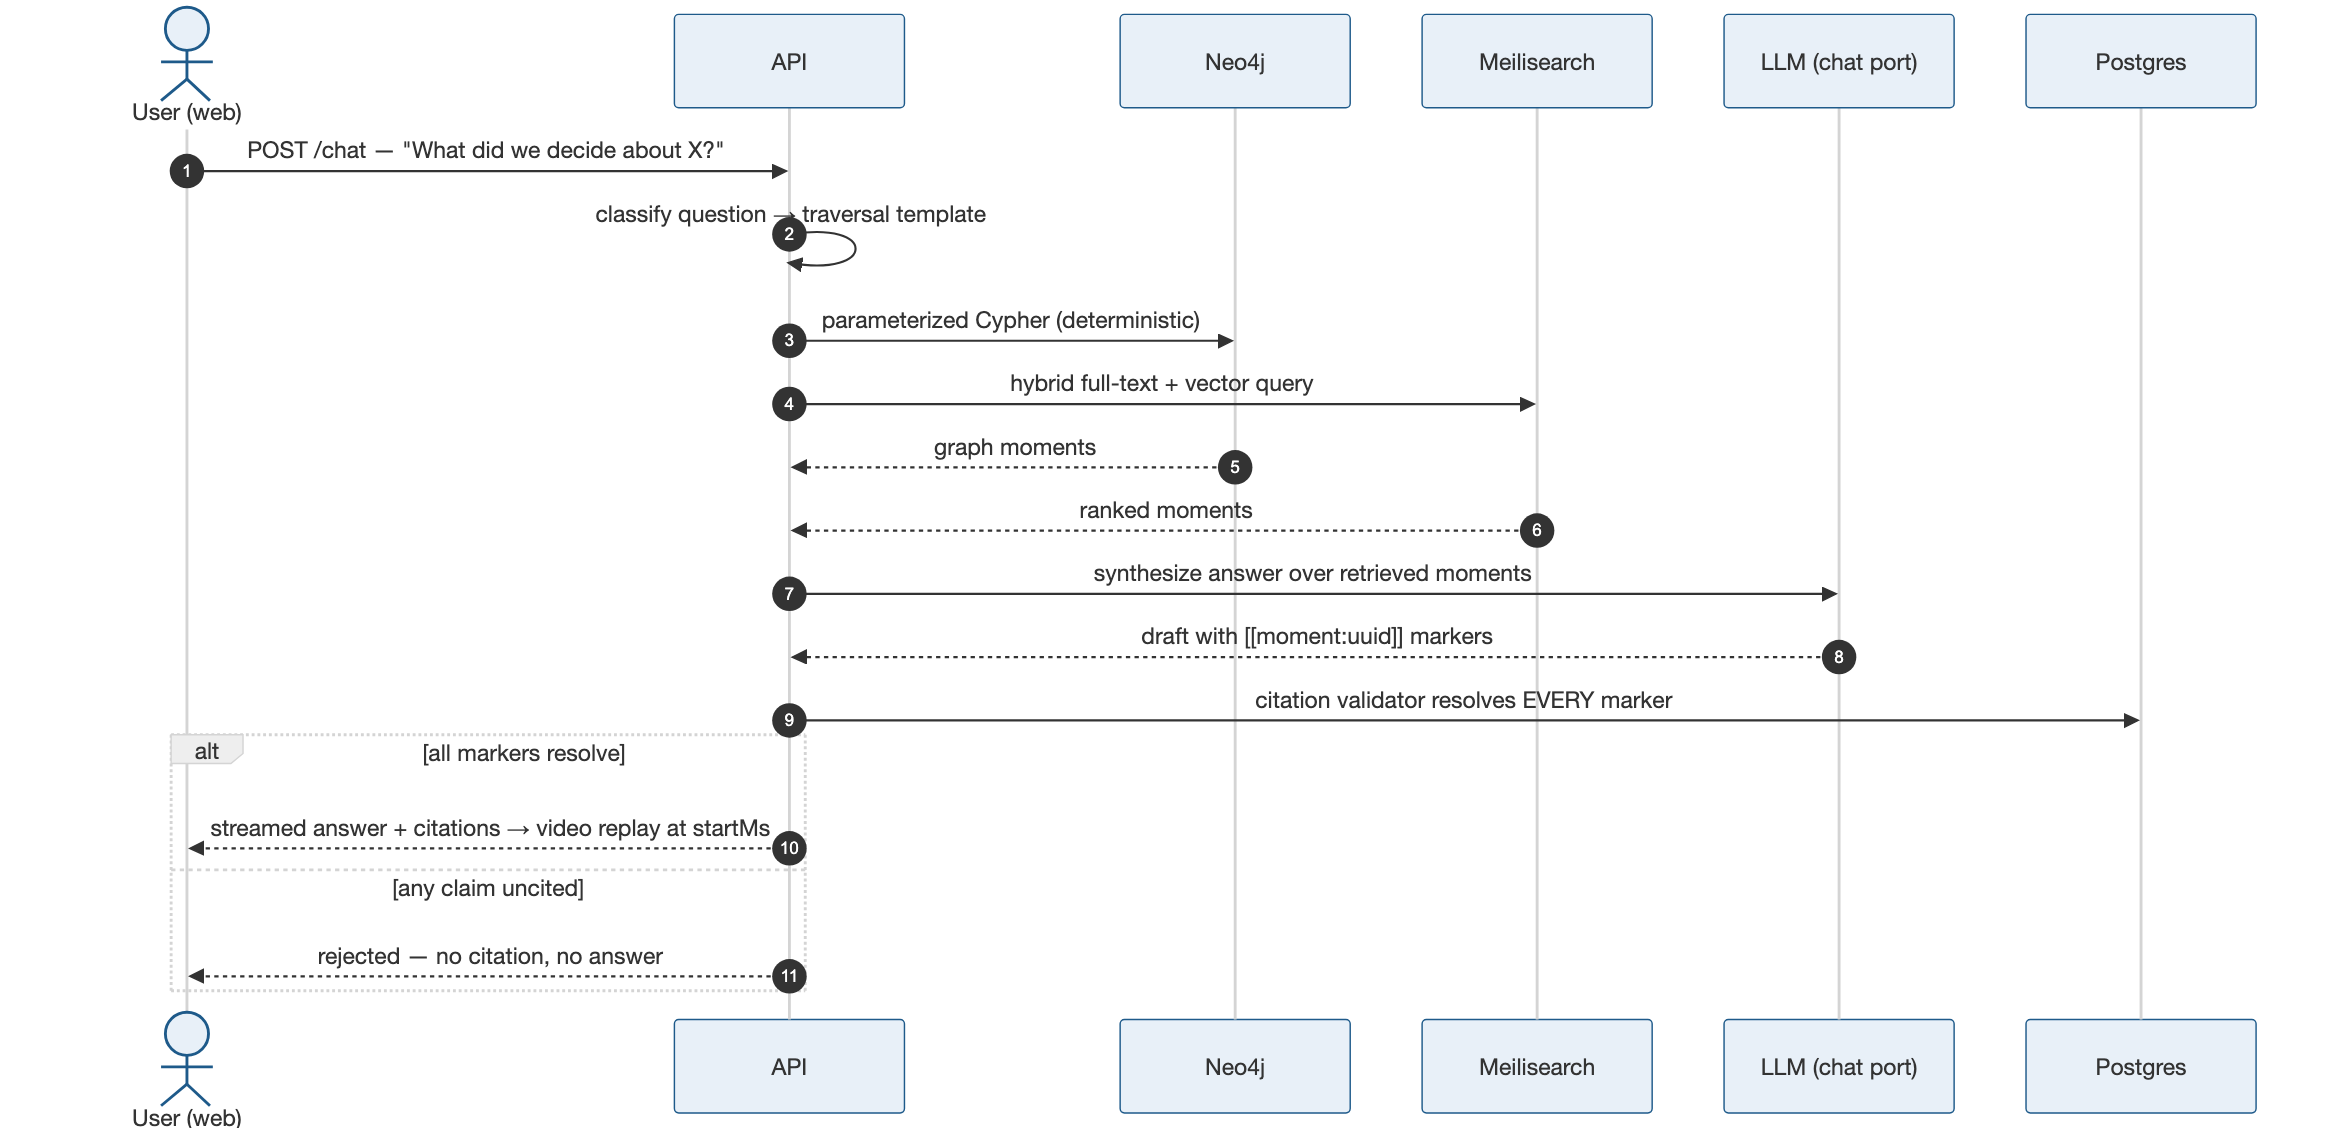 User (web)
API
Neo4j
Meilisearch
LLM (chat port)
Postgres
1
POST /chat — "What did we decide about X?"
classify question → traversal template
2
3
parameterized Cypher (deterministic)
4
hybrid full-text + vector query
graph moments
5
ranked moments
6
7
synthesize answer over retrieved moments
draft with [[moment:uuid]] markers
8
9
citation validator resolves EVERY marker
alt
[all markers resolve]
streamed answer + citations → video replay at startMs
10
[any claim uncited]
rejected — no citation, no answer
11
User (web)
API
Neo4j
Meilisearch
LLM (chat port)
Postgres